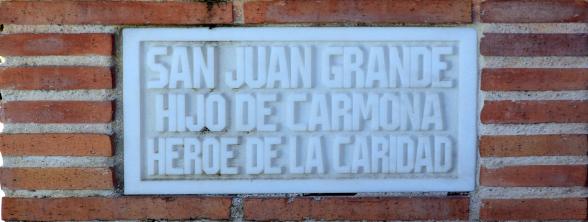 SAN JUAN GRANDE
HIJO DE CARMONA
HEROE DE LA CARIDAD